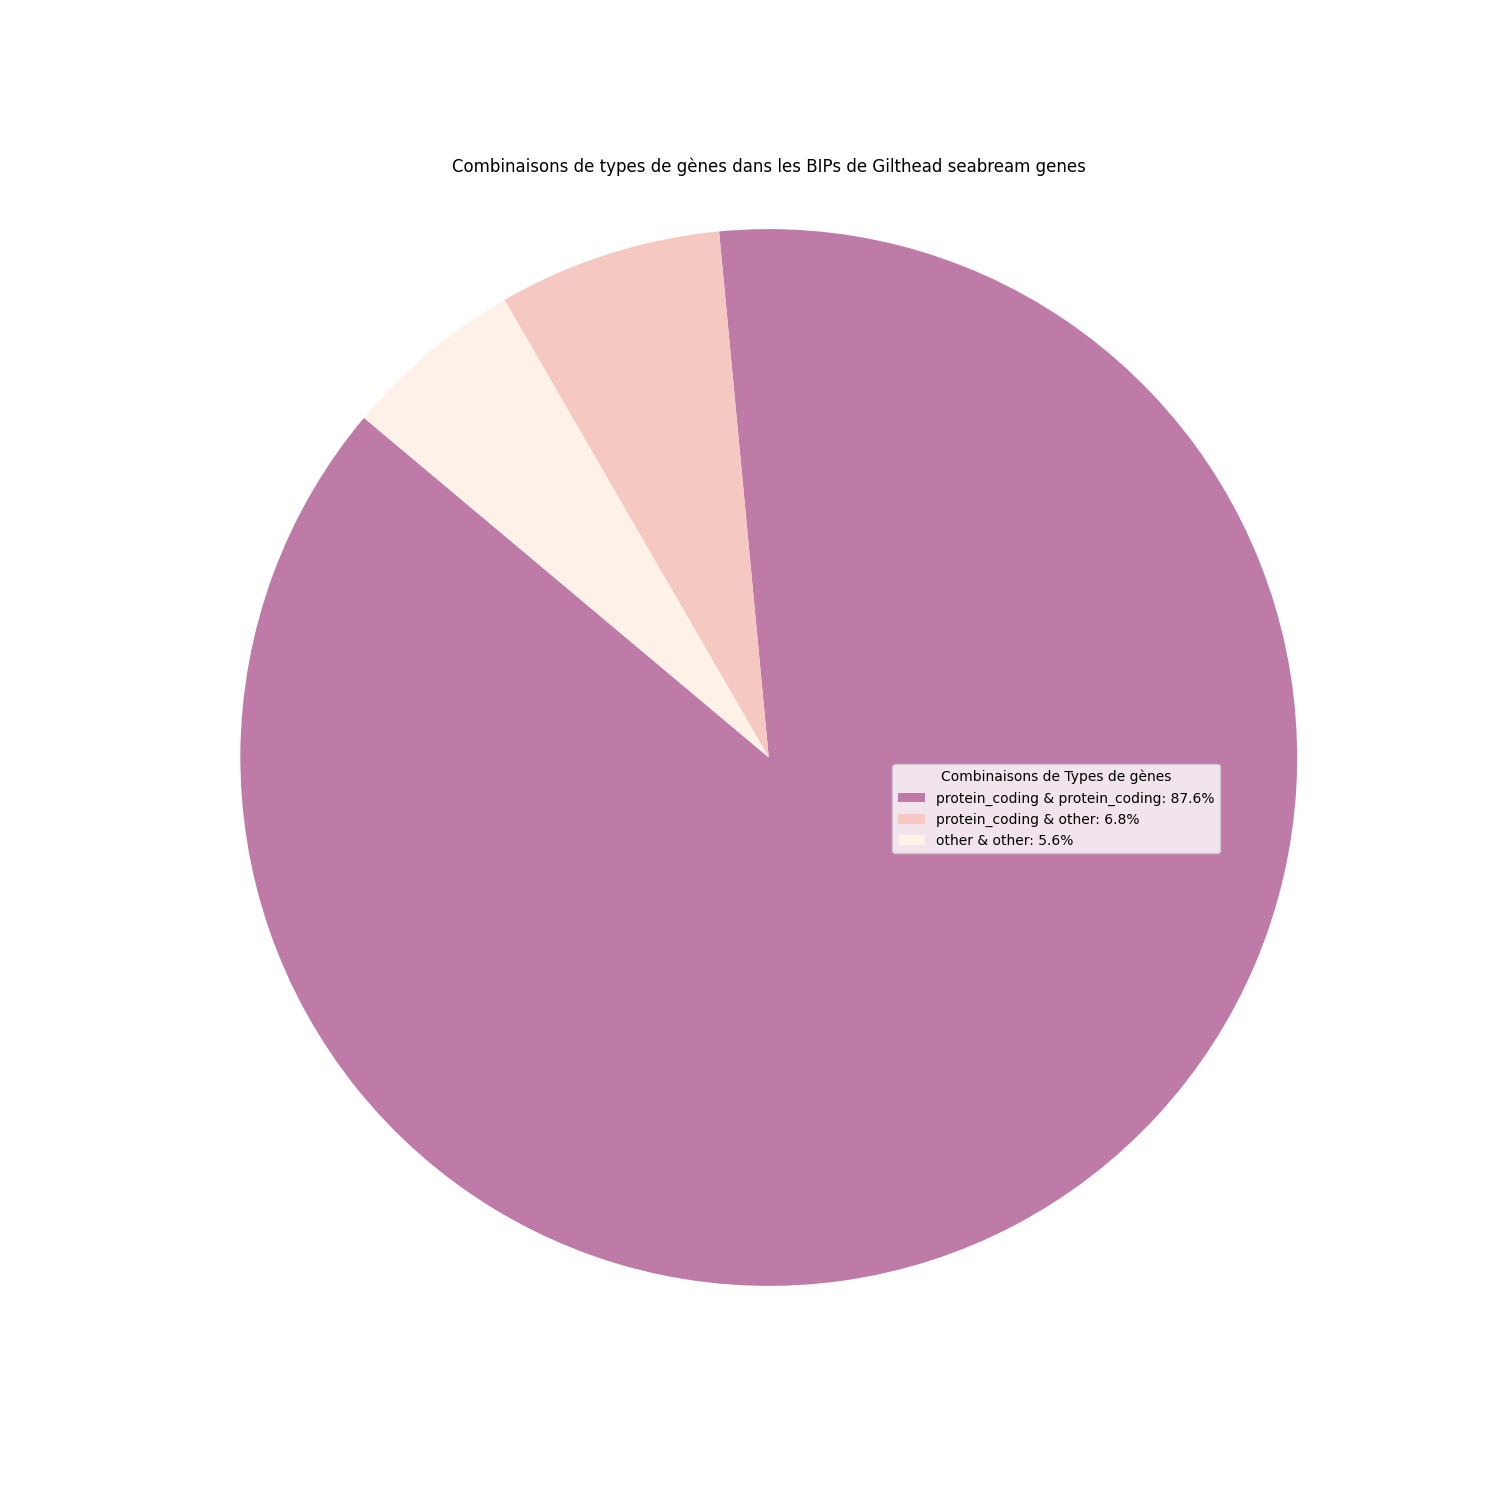 Combinaisons de types de gènes dans les BIPs de Gilthead seabream genes
Combinaisons de Types de gènes
protein_coding & protein_coding: 87.6%
protein_coding & other: 6.8%
other & other: 5.6%